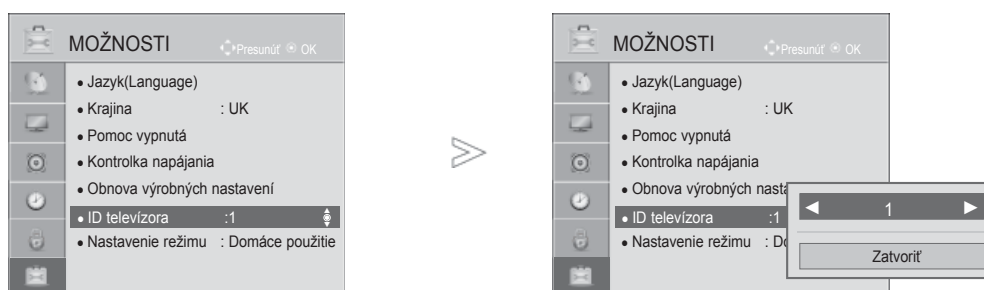 MOŽNOSTI Presunúť OK
• Jazyk(Language)
• Krajina : UK
• Pomoc vypnutá
• Kontrolka napájania
• Obnova výrobných nastavení
• ID televízora :1
• Nastavenie režimu : Domáce použitie
MOŽNOSTI Presunúť OK
• Jazyk(Language)
• Krajina : UK
• Pomoc vypnutá
• Kontrolka napájania
• Obnova výrobných nasta
• ID televízora :1
• Nastavenie režimu : Do
◄ 1 ►
Zatvoriť